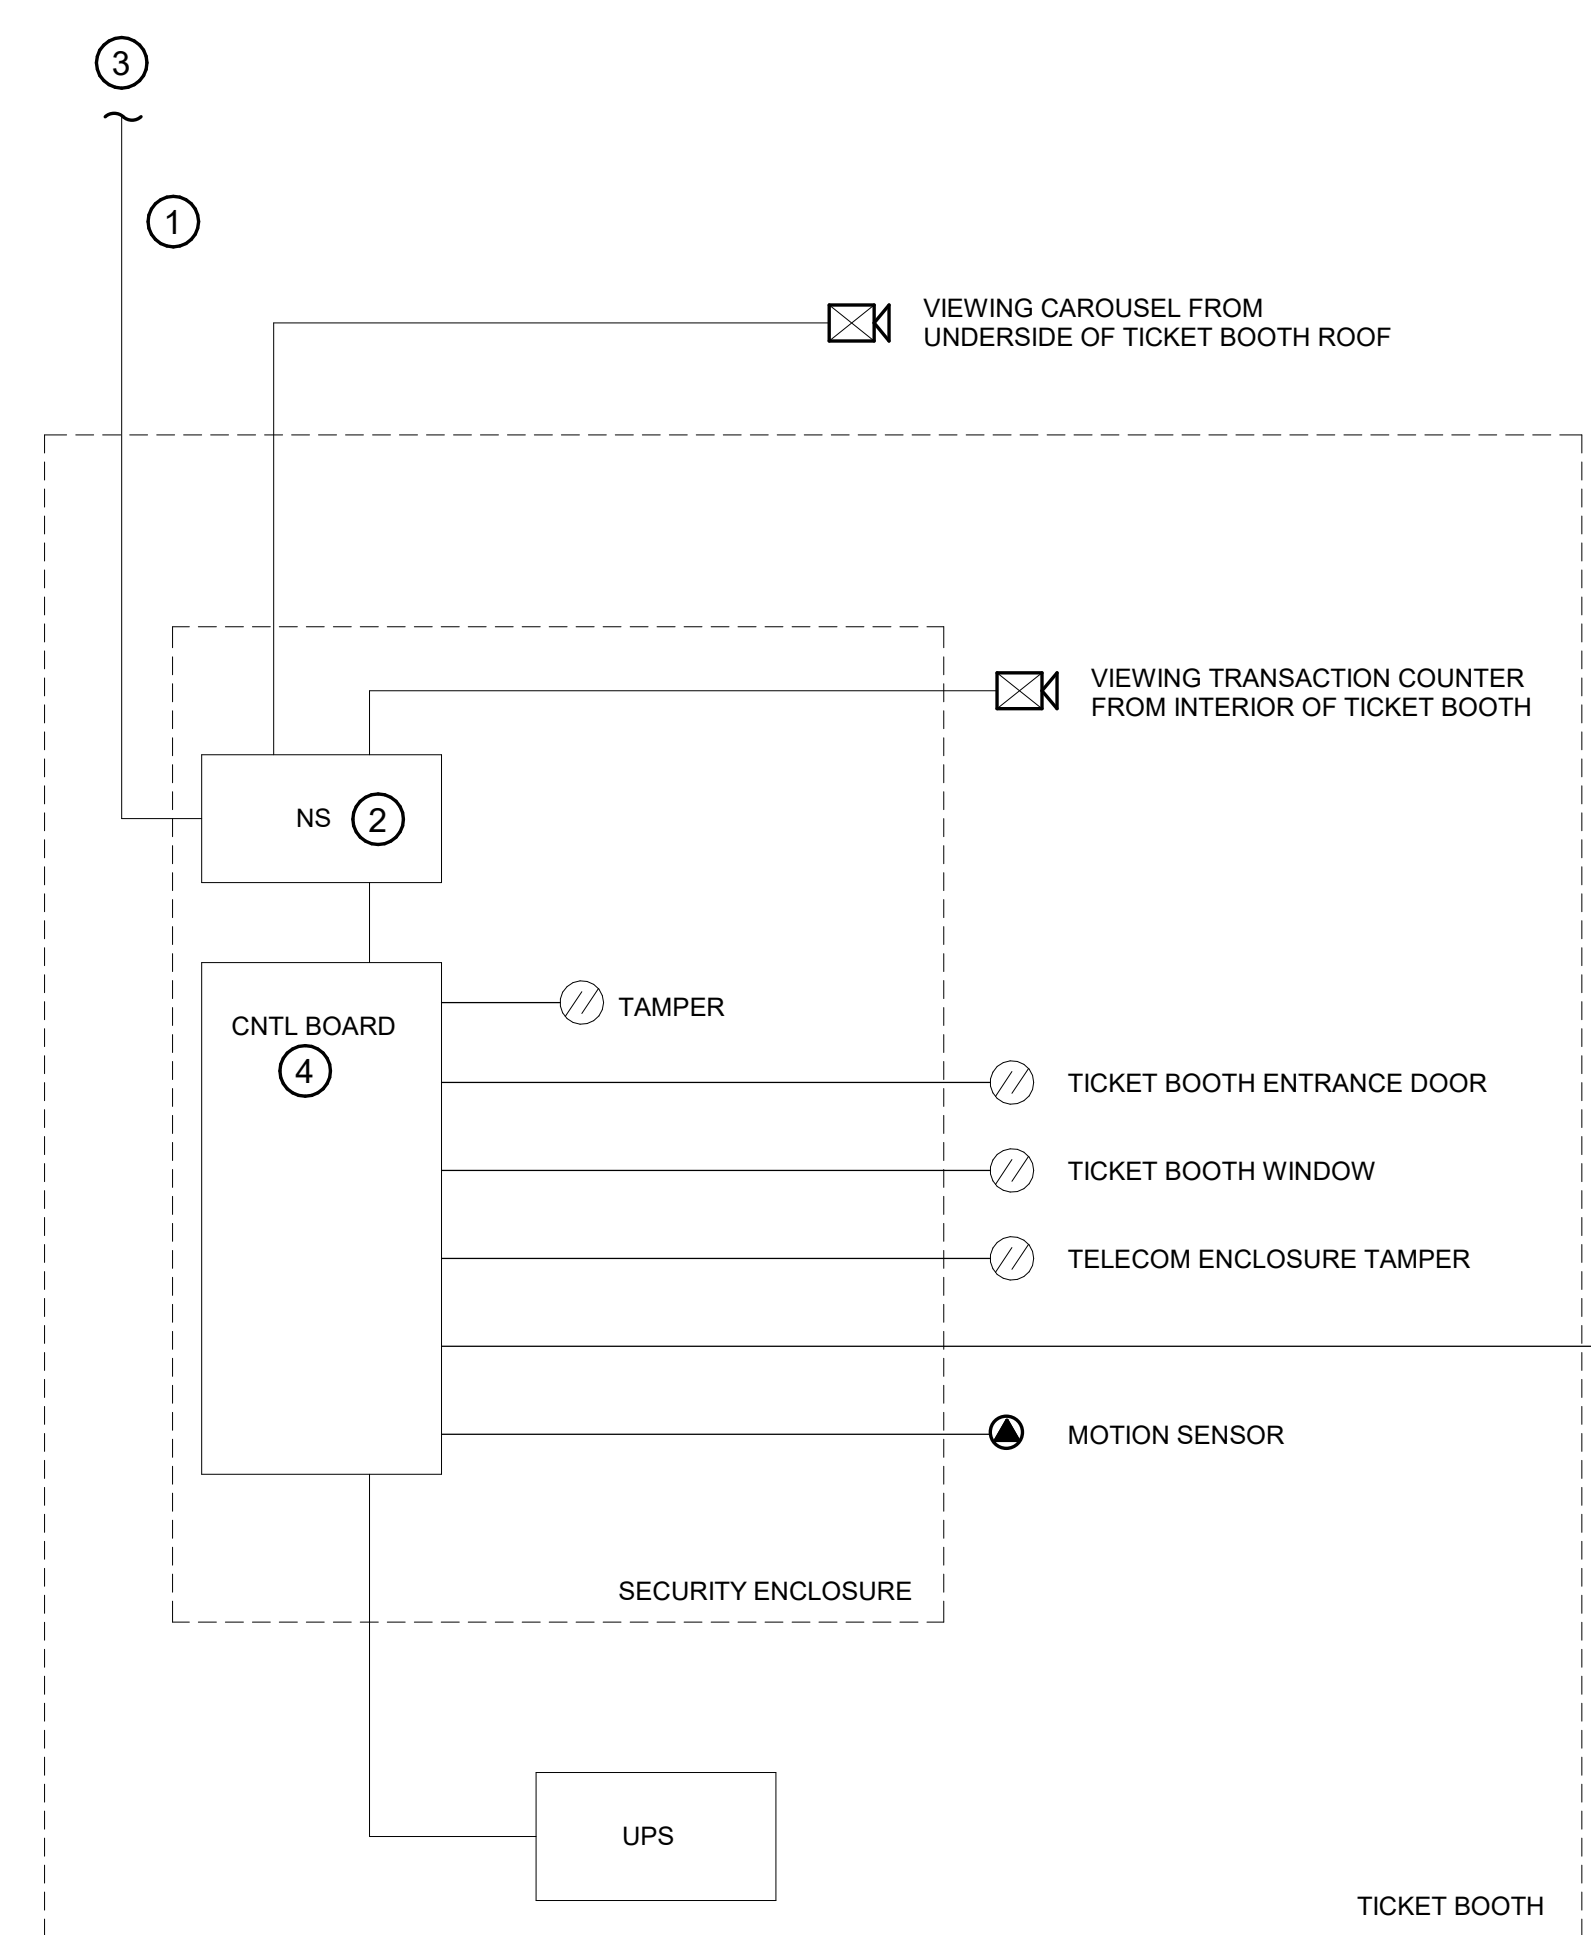 3
1
VIEWING CAROUSEL FROM
UNDERSIDE OF TICKET BOOTH ROOF
VIEWING TRANSACTION COUNTER
FROM INTERIOR OF TICKET BOOTH
NS 2
TAMPER
CNTL BOARD
4
TICKET BOOTH ENTRANCE DOOR
TICKET BOOTH WINDOW
TELECOM ENCLOSURE TAMPER
MOTION SENSOR
SECURITY ENCLOSURE
UPS
TICKET BOOTH